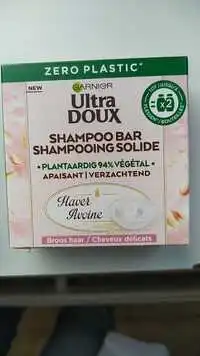 ZERO PLASTIC*
NEW
GARNIER
Ultra
DOUX
x2
SHAMPOO BAR
SHAMPOOING SOLIDE
• PLANTAARDIG 94% VÉGÉTAL •
APAISANT | VERZACHTEND
Haver
Avoine
Broos haar / Cheveux délicats